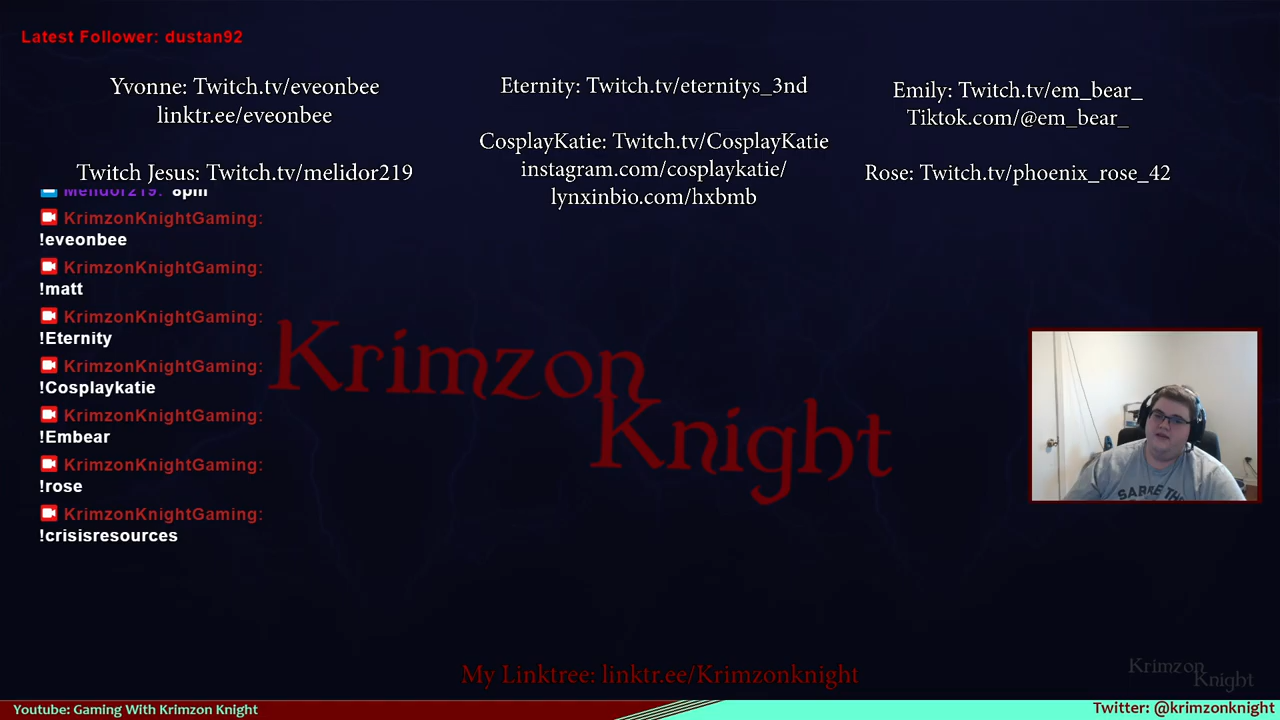 Latest Follower: dustan92
Yvonne: Twitch.tv/eveonbee
linktr.ee/eveonbee
Twitch Jesus: Twitch.tv/melidor219
Eternity: Twitch.tv/eternitys_3nd
CosplayKatie: Twitch.tv/CosplayKatie
instagram.com/cosplaykatie/
lynxinbio.com/hxbmb
Emily: Twitch.tv/em_bear_
Tiktok.com/@em_bear_
Rose: Twitch.tv/phoenix_rose_42
Melidor219: 8pm
KrimzonKnightGaming:
!eveonbee
KrimzonKnightGaming:
!matt
KrimzonKnightGaming:
!Eternity
KrimzonKnightGaming:
!Cosplaykatie
KrimzonKnightGaming:
!Embear
KrimzonKnightGaming:
!rose
KrimzonKnightGaming:
!crisisresources
Krimzon
Knight
My Linktree: linktr.ee/Krimzonknight
Krimzon
Knight
Youtube: Gaming With Krimzon Knight
Twitter: @krimzonknight